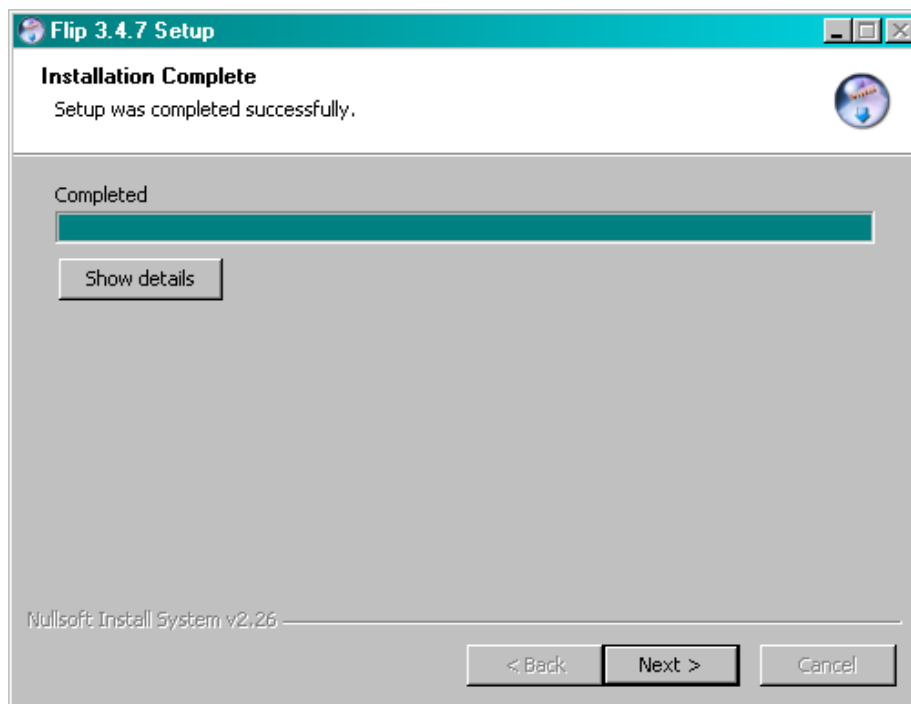 Flip 3.4.7 Setup
Installation Complete
Setup was completed successfully.
Completed
Show details
Nullsoft Install System v2.26
< Back
Next >
Cancel